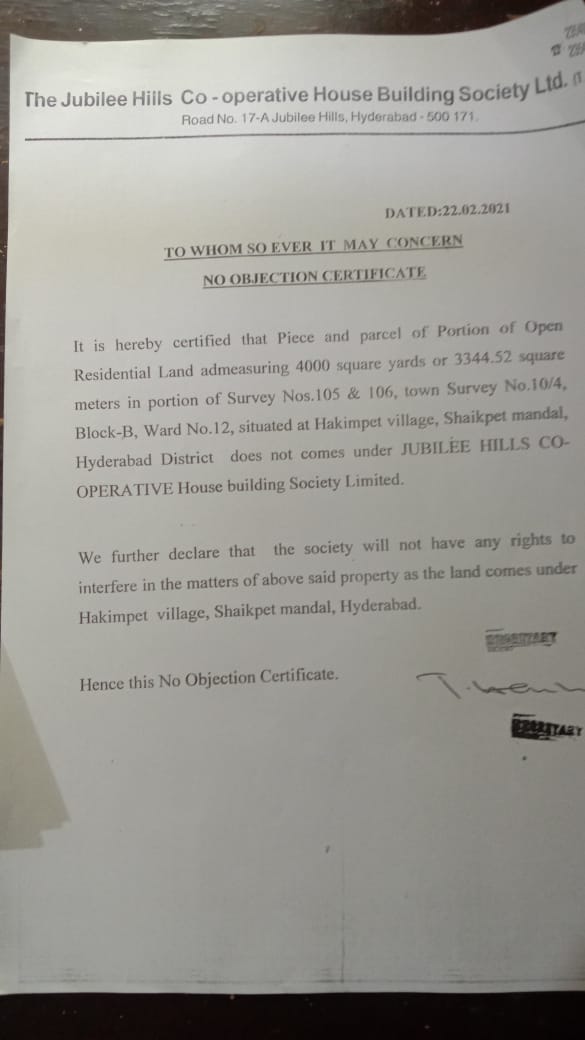 The Jubilee Hills Co - operative House Building Society Ltd.
Road No. 17-A Jubilee Hills, Hyderabad - 500 171.
DATED:22.02.2021
TO WHOM SO EVER IT MAY CONCERN
NO OBJECTION CERTIFICATE
It is hereby certified that Piece and parcel of Portion of Open
Residential Land admeasuring 4000 square yards or 3344.52 square
meters in portion of Survey Nos.105 & 106, town Survey No.10/4,
Block-B, Ward No.12, situated at Hakimpet village, Shaikpet mandal,
Hyderabad District does not comes under JUBILEE HILLS CO-
OPERATIVE House building Society Limited.
We further declare that the society will not have any rights to
interfere in the matters of above said property as the land comes under
Hakimpet village, Shaikpet mandal, Hyderabad.
SECRETARY
Hence this No Objection Certificate.
SECRETARY